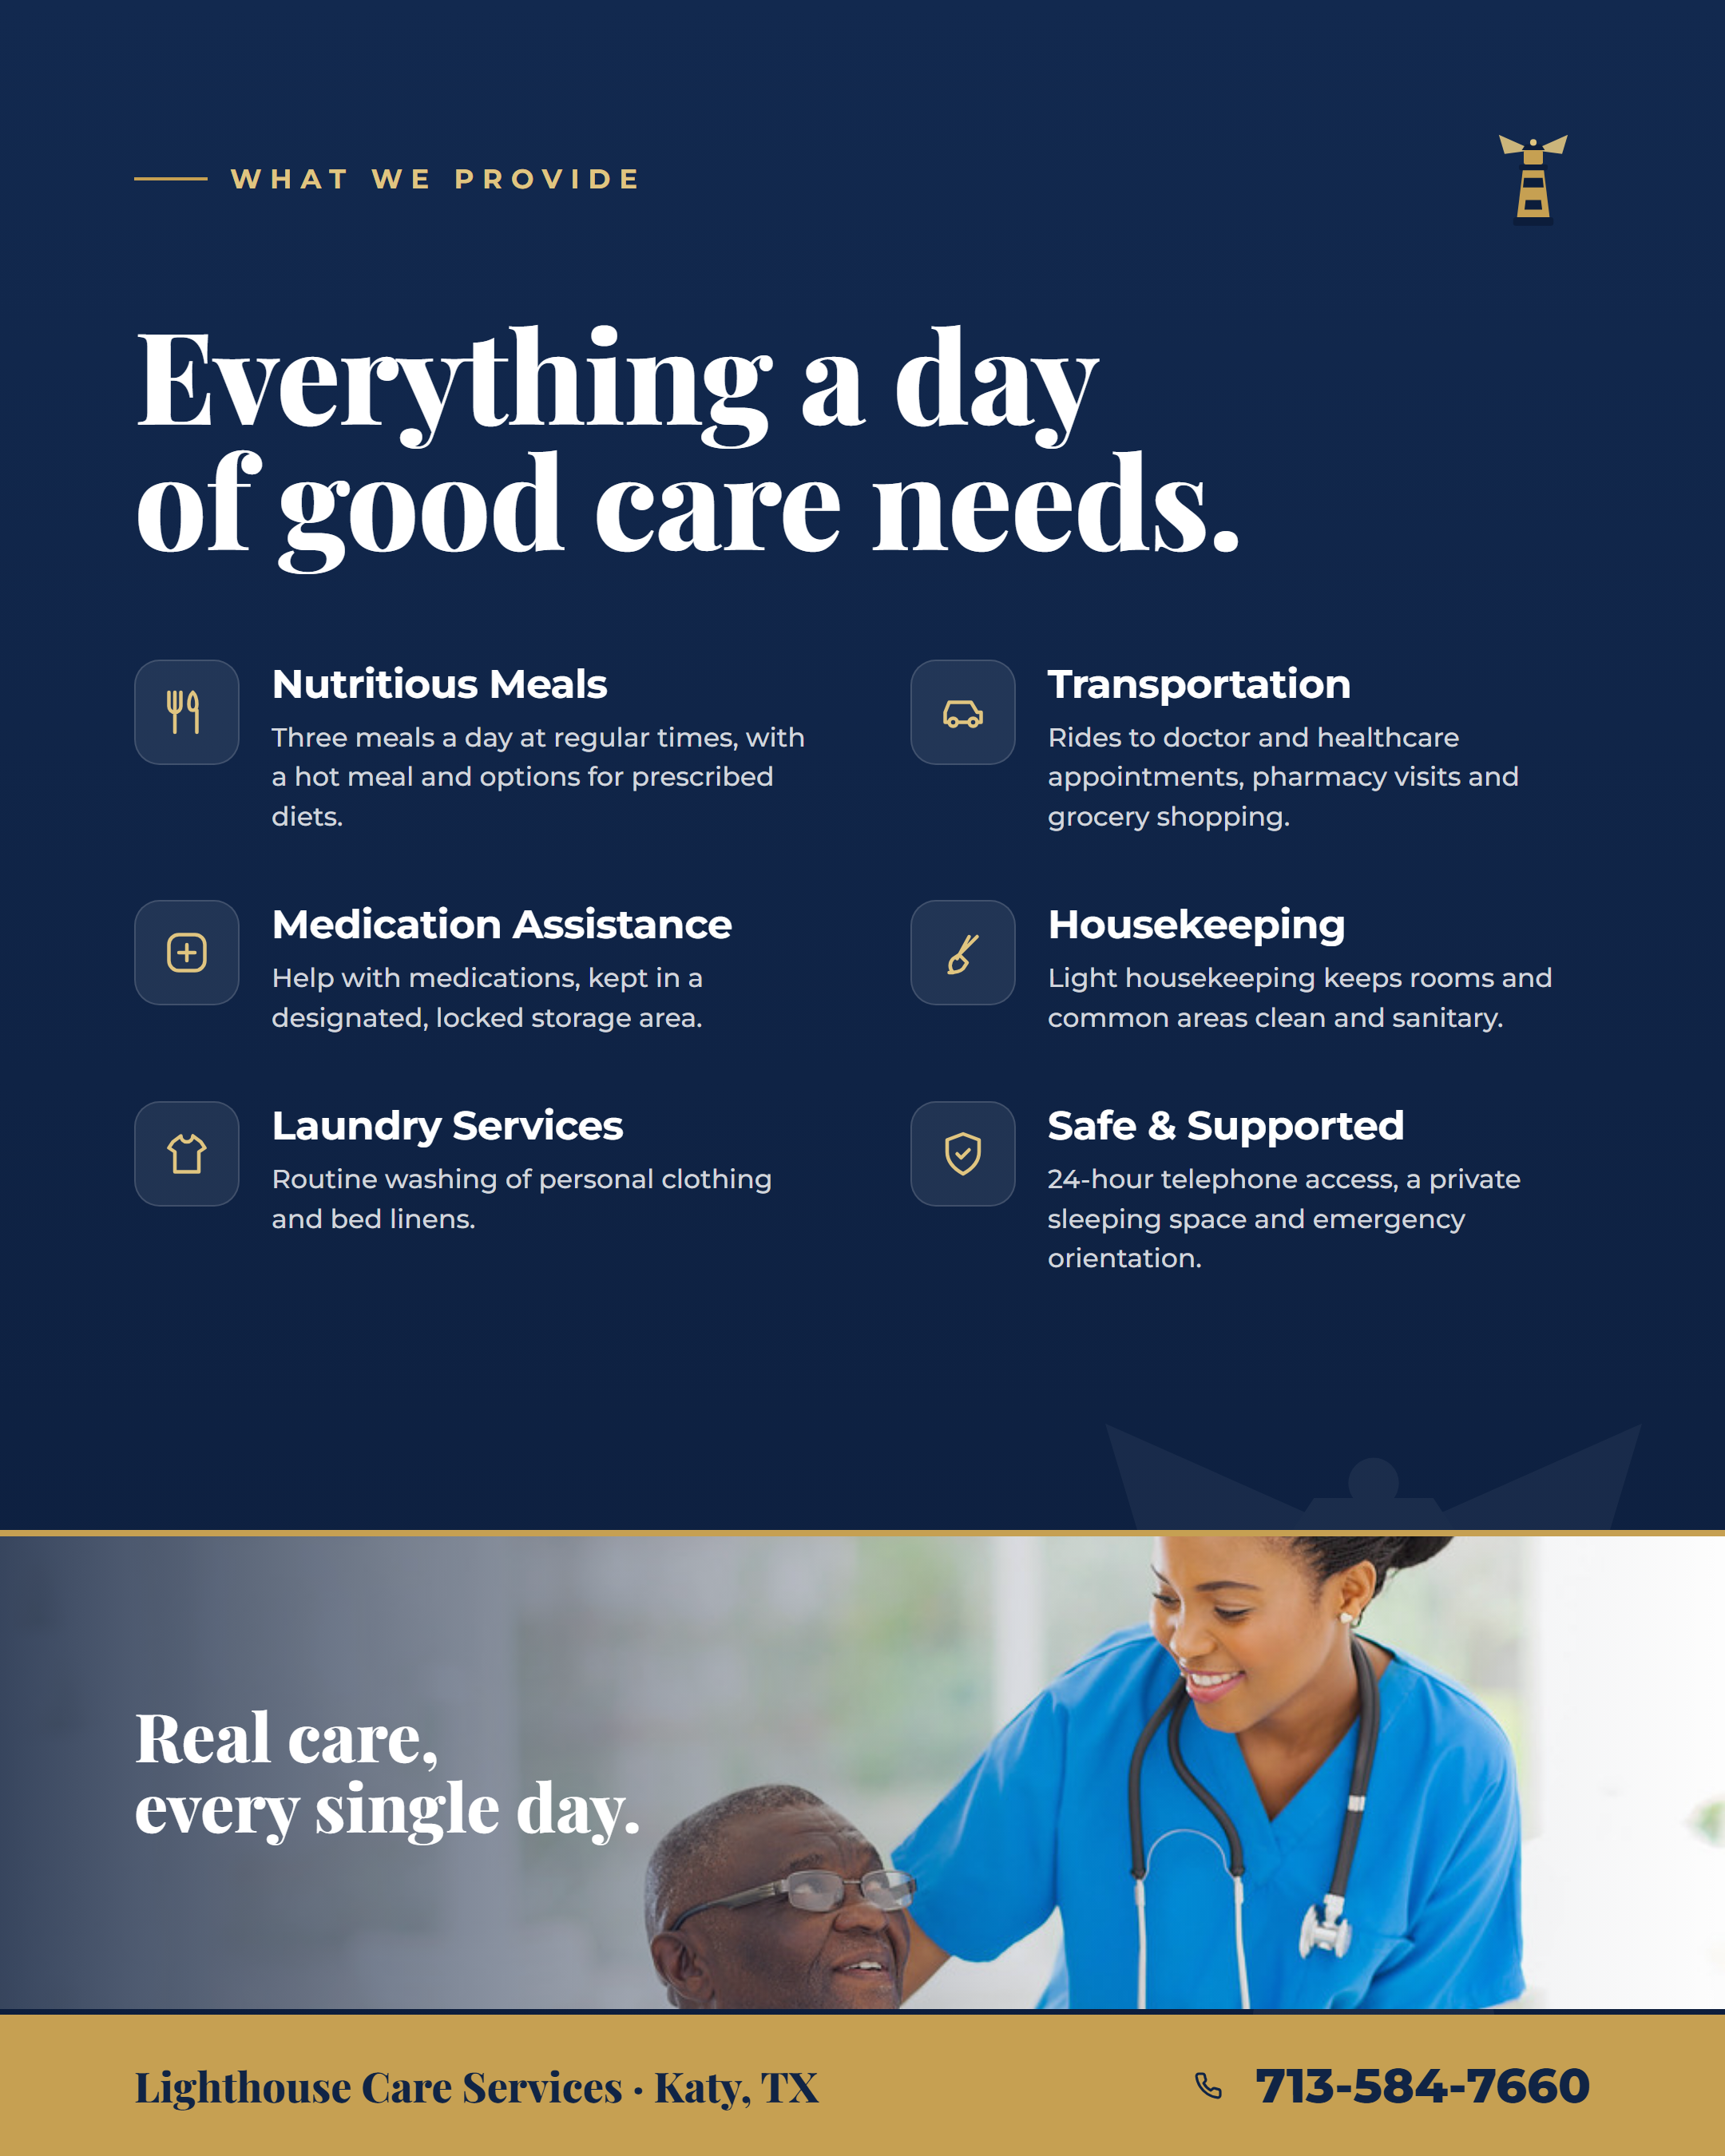 WHAT WE PROVIDE
Everything a day
of good care needs.
Nutritious Meals
Three meals a day at regular times, with
a hot meal and options for prescribed
diets.
Transportation
Rides to doctor and healthcare
appointments, pharmacy visits and
grocery shopping.
Medication Assistance
Help with medications, kept in a
designated, locked storage area.
Housekeeping
Light housekeeping keeps rooms and
common areas clean and sanitary.
Laundry Services
Routine washing of personal clothing
and bed linens.
Safe & Supported
24-hour telephone access, a private
sleeping space and emergency
orientation.
Real care,
every single day.
Lighthouse Care Services · Katy, TX
713-584-7660